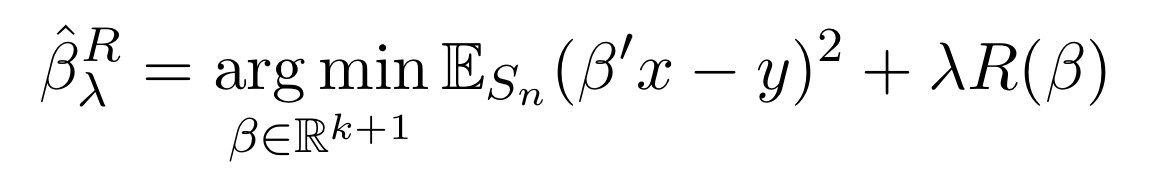 β̂_λ^R = arg min_{β∈ℝ^{k+1}} 𝔼_{S_n}(β′x − y)² + λR(β)